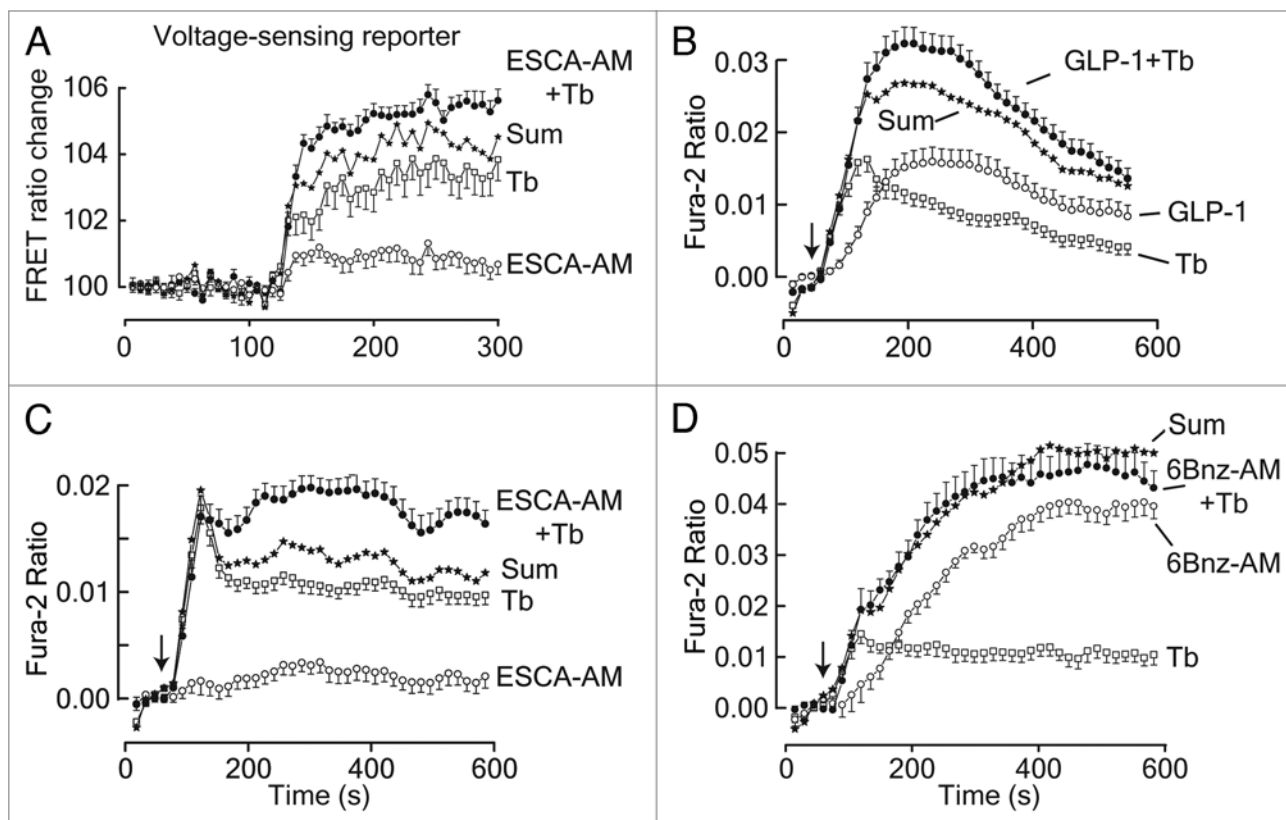 A
Voltage-sensing reporter
FRET ratio change
106
104
102
100
0
100
200
300
ESCA-AM
+Tb
Sum
Tb
ESCA-AM
B
Fura-2 Ratio
0.03
0.02
0.01
0.00
0
200
400
600
GLP-1+Tb
Sum
GLP-1
Tb
C
Fura-2 Ratio
0.02
0.01
0.00
0
200
400
600
Time (s)
ESCA-AM
+Tb
Sum
Tb
ESCA-AM
D
Fura-2 Ratio
0.05
0.04
0.03
0.02
0.01
0.00
0
200
400
600
Time (s)
Sum
6Bnz-AM
+Tb
6Bnz-AM
Tb